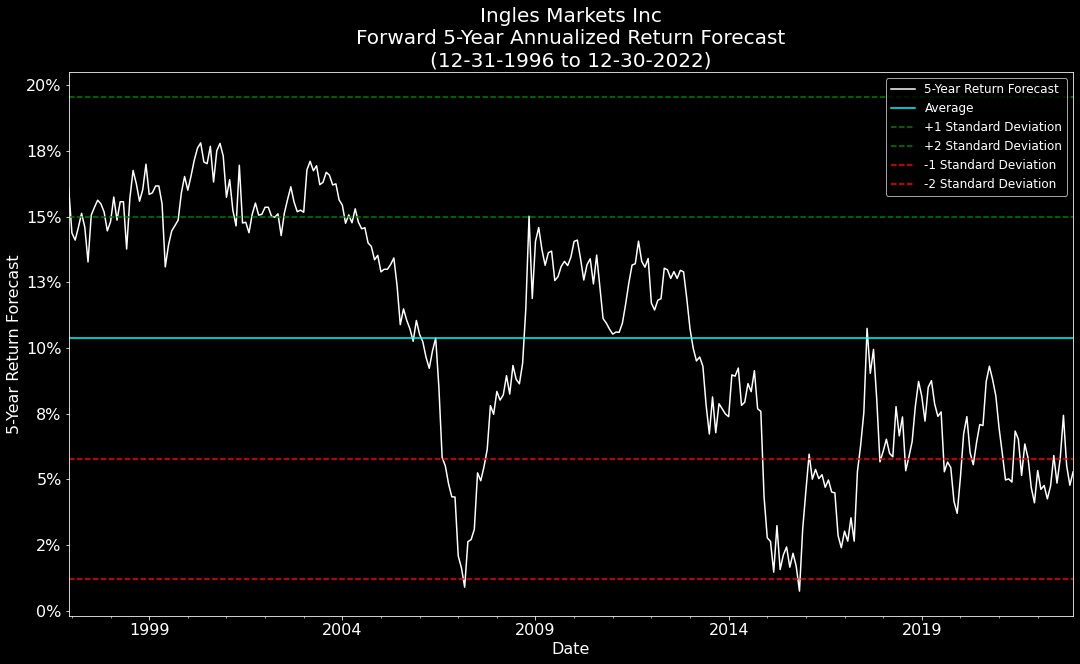 Ingles Markets Inc
Forward 5-Year Annualized Return Forecast
(12-31-1996 to 12-30-2022)
20%
18%
15%
13%
10%
8%
5%
2%
0%
5-Year Return Forecast
5-Year Return Forecast
Average
+1 Standard Deviation
+2 Standard Deviation
-1 Standard Deviation
-2 Standard Deviation
1999
2004
2009
2014
2019
Date